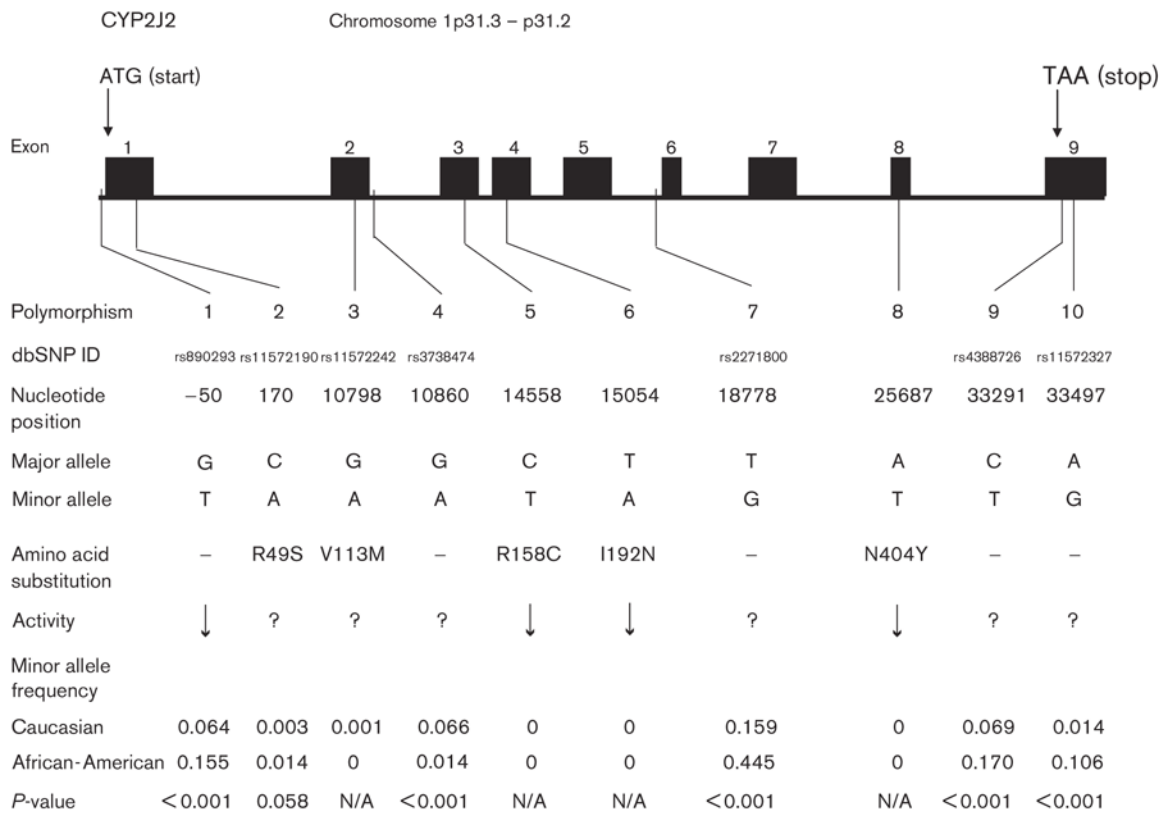 CYP2J2 Chromosome 1p31.3 – p31.2
ATG (start) TAA (stop)
Exon 1 2 3 4 5 6 7 8 9
Polymorphism 1 2 3 4 5 6 7 8 9 10
dbSNP ID rs890293 rs11572190 rs11572242 rs3738474 rs2271800 rs4388726 rs11572327
Nucleotide position −50 170 10798 10860 14558 15054 18778 25687 33291 33497
Major allele G C G G C T T A C A
Minor allele T A A A T A G T T G
Amino acid substitution – R49S V113M – R158C I192N – N404Y – –
Activity ↓ ? ? ? ↓ ↓ ? ↓ ? ?
Minor allele frequency
Caucasian 0.064 0.003 0.001 0.066 0 0 0.159 0 0.069 0.014
African-American 0.155 0.014 0 0.014 0 0 0.445 0 0.170 0.106
P-value <0.001 0.058 N/A <0.001 N/A N/A <0.001 N/A <0.001 <0.001